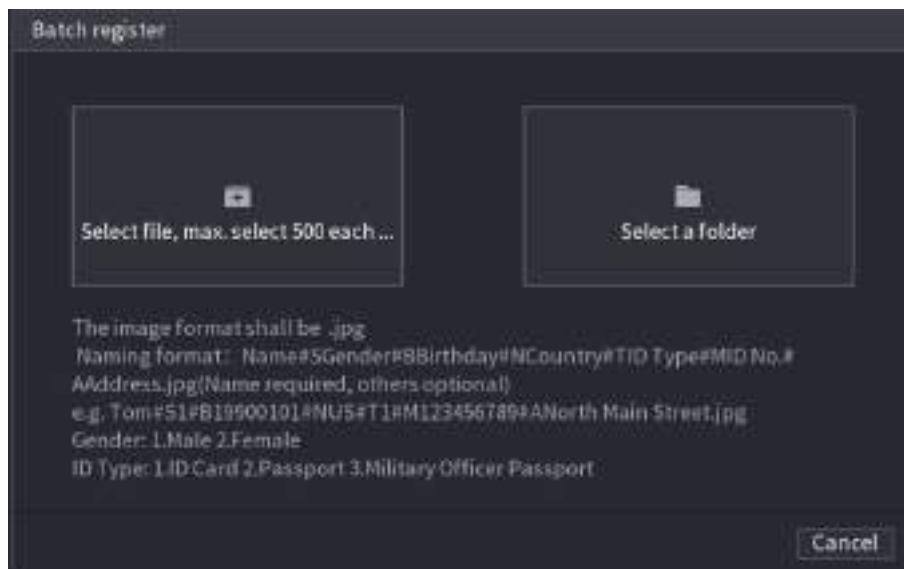 Batch register
Select file, max. select 500 each ...
Select a folder
The image format shall be .jpg
Naming format: Name#SGender#BBirthday#NCountry#TID Type#MID No.#
AAddress.jpg(Name required, others optional)
e.g. Tom#S1#B19900101#NUS#T1#M123456789#ANorth Main Street.jpg
Gender: 1.Male 2.Female
ID Type: 1.ID Card 2.Passport 3.Military Officer Passport
Cancel